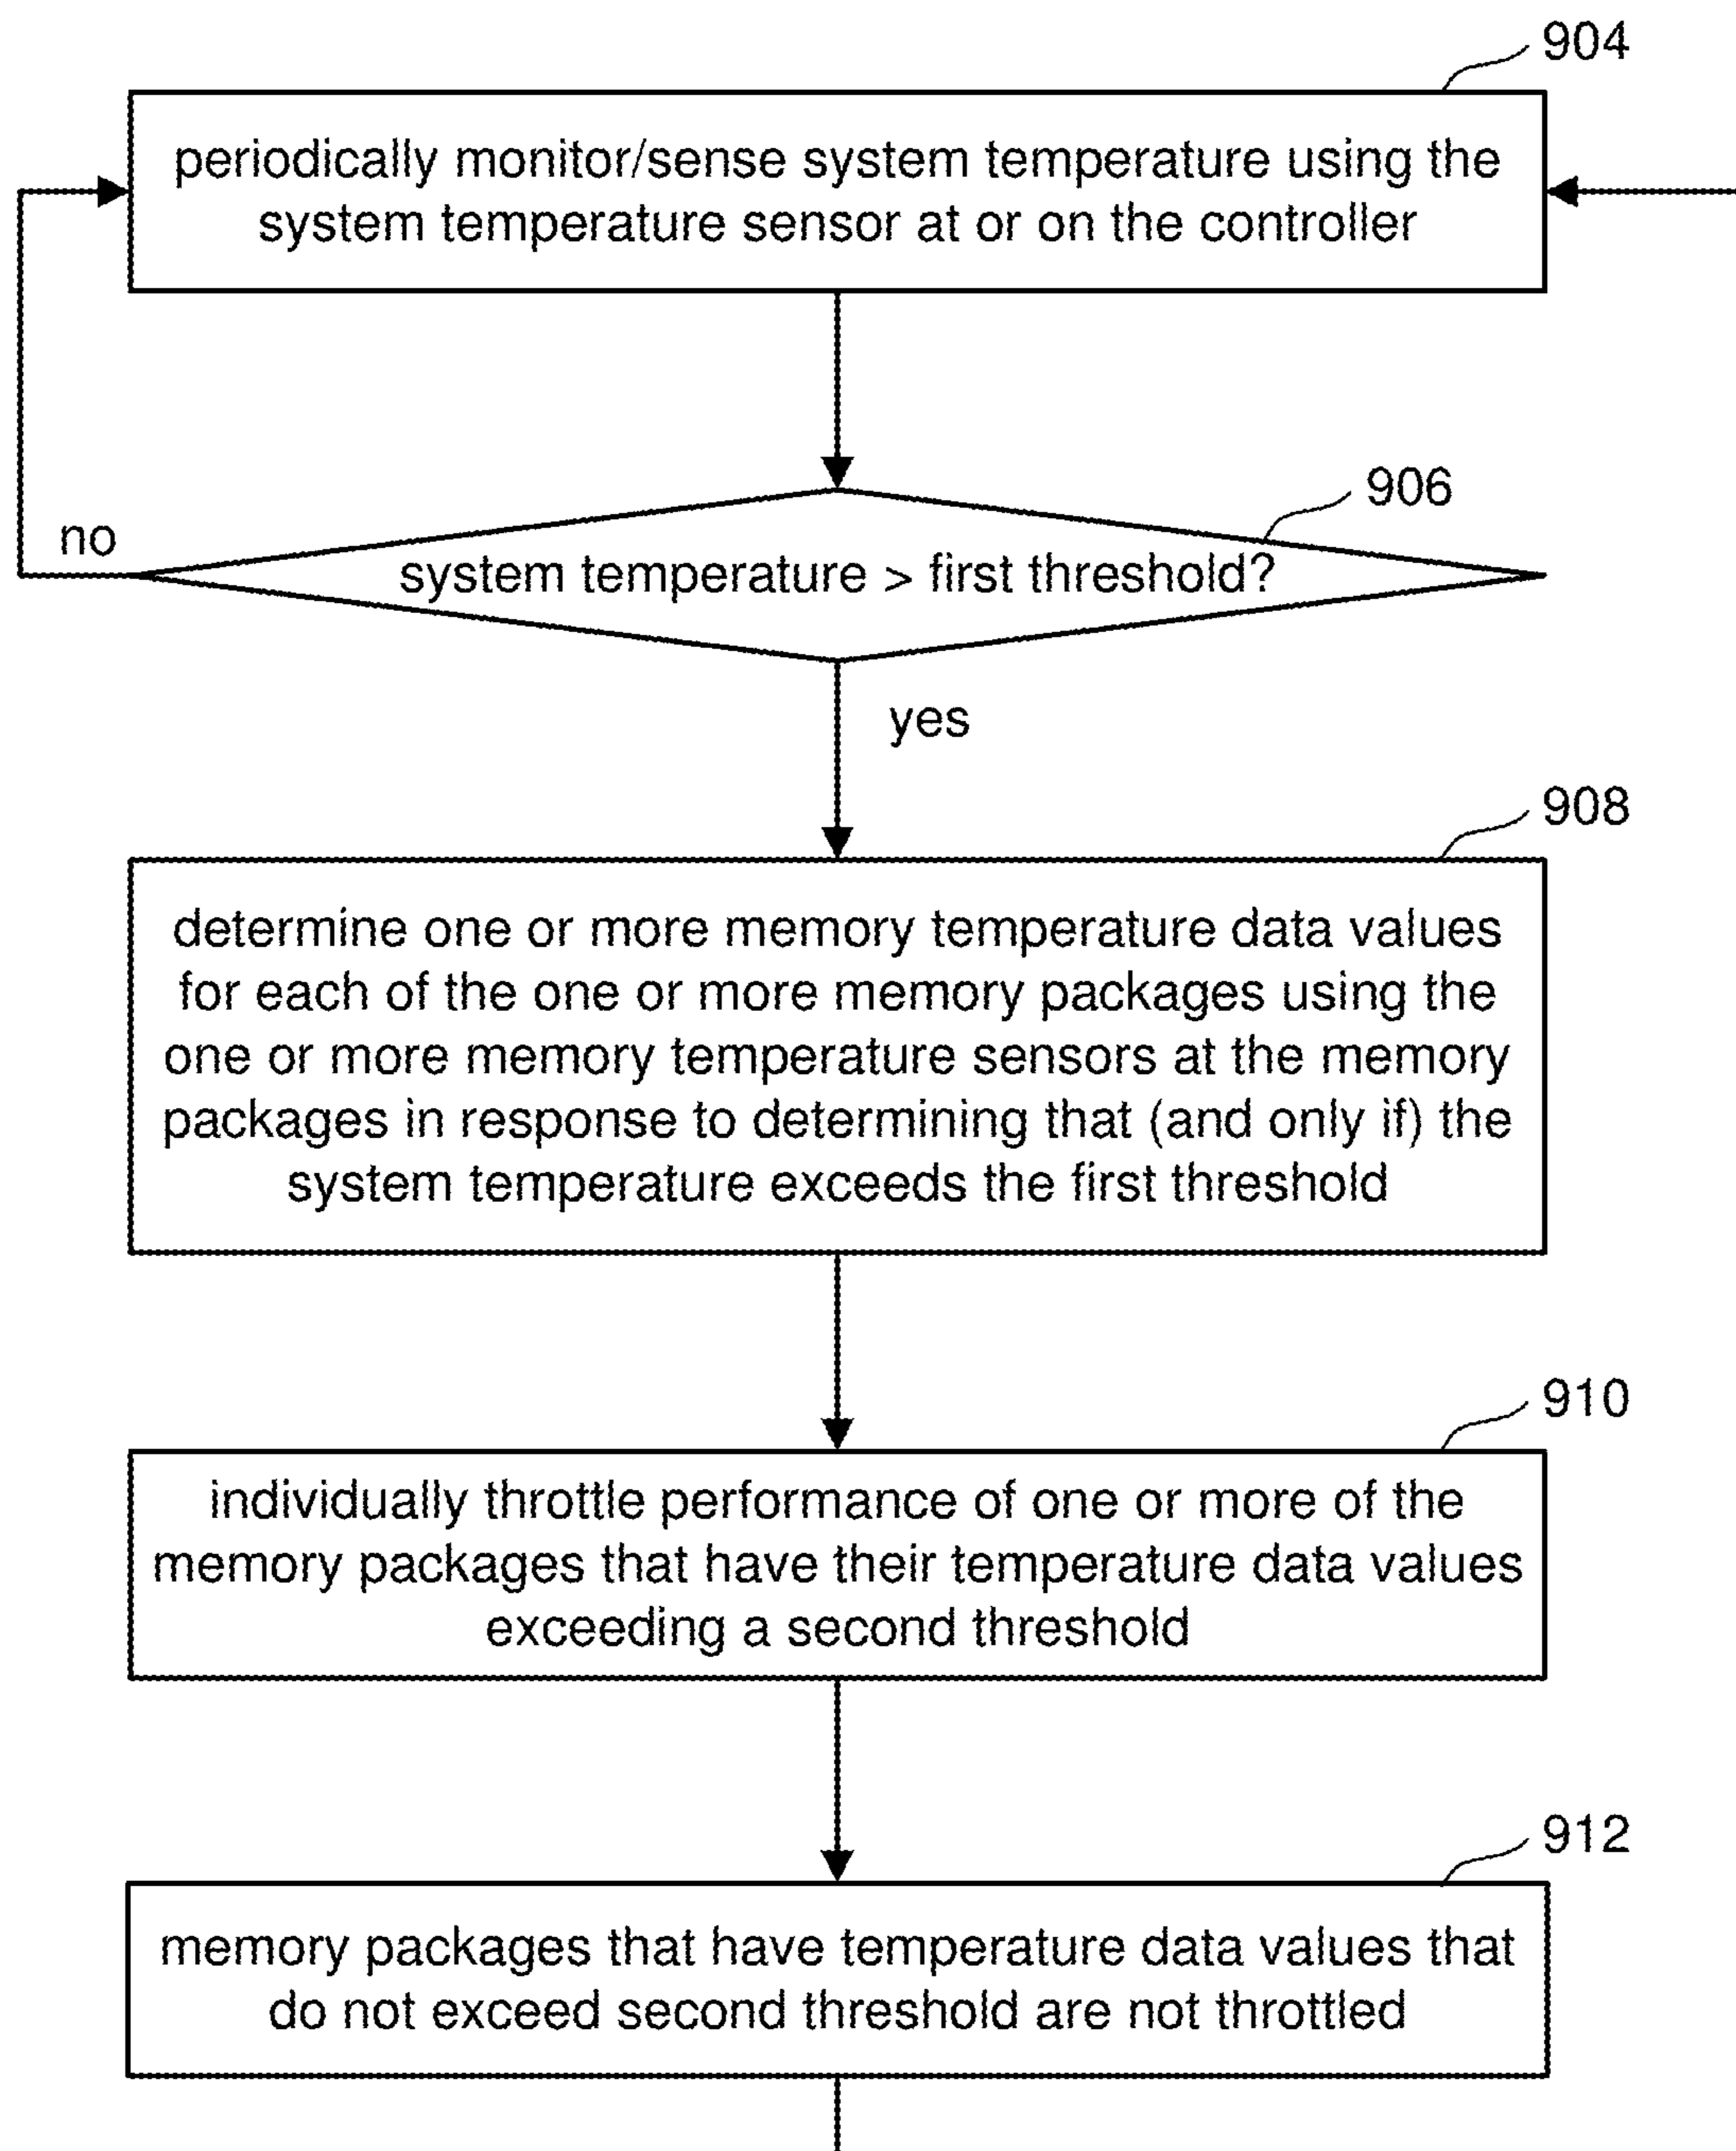 904
periodically monitor/sense system temperature using the
system temperature sensor at or on the controller
906
no
system temperature > first threshold?
yes
908
determine one or more memory temperature data values
for each of the one or more memory packages using the
one or more memory temperature sensors at the memory
packages in response to determining that (and only if) the
system temperature exceeds the first threshold
910
individually throttle performance of one or more of the
memory packages that have their temperature data values
exceeding a second threshold
912
memory packages that have temperature data values that
do not exceed second threshold are not throttled